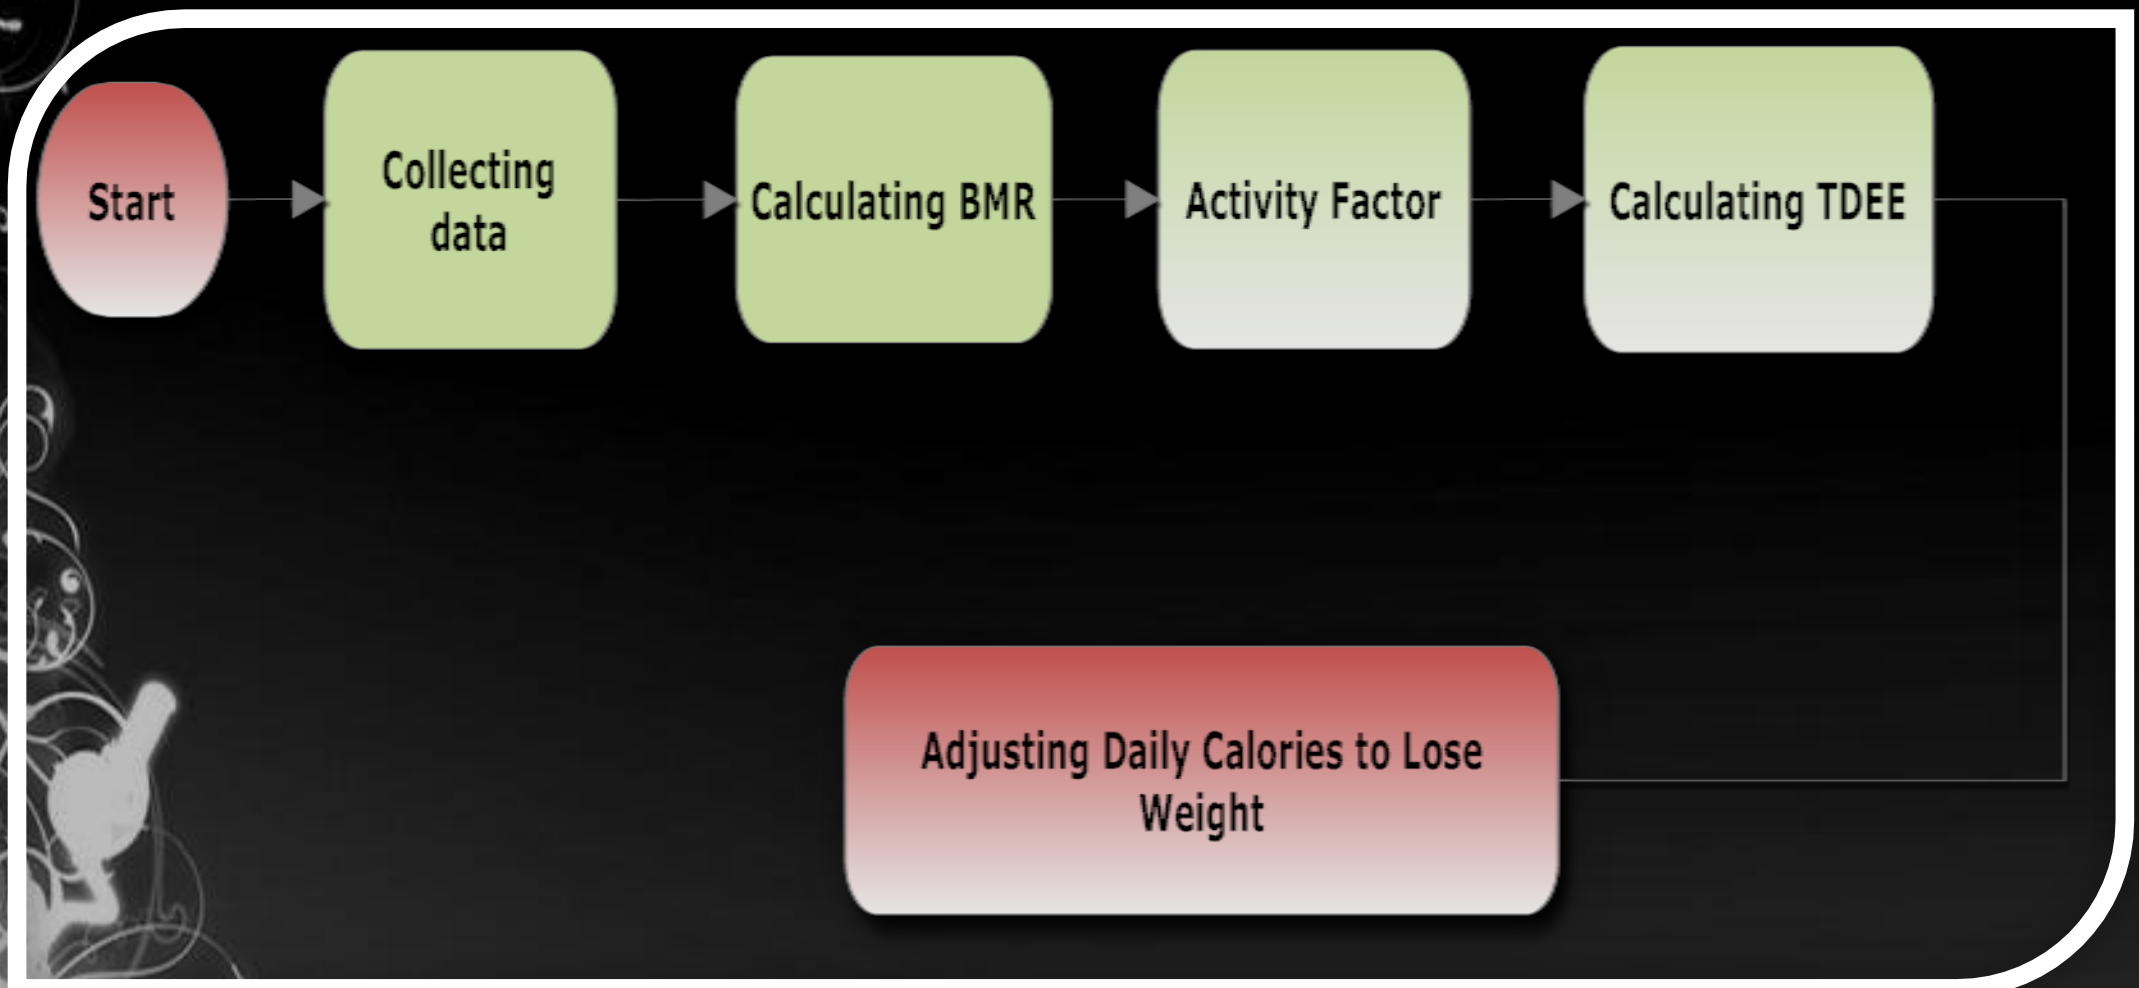 Start
Collecting
data
Calculating BMR
Activity Factor
Calculating TDEE
Adjusting Daily Calories to Lose
Weight